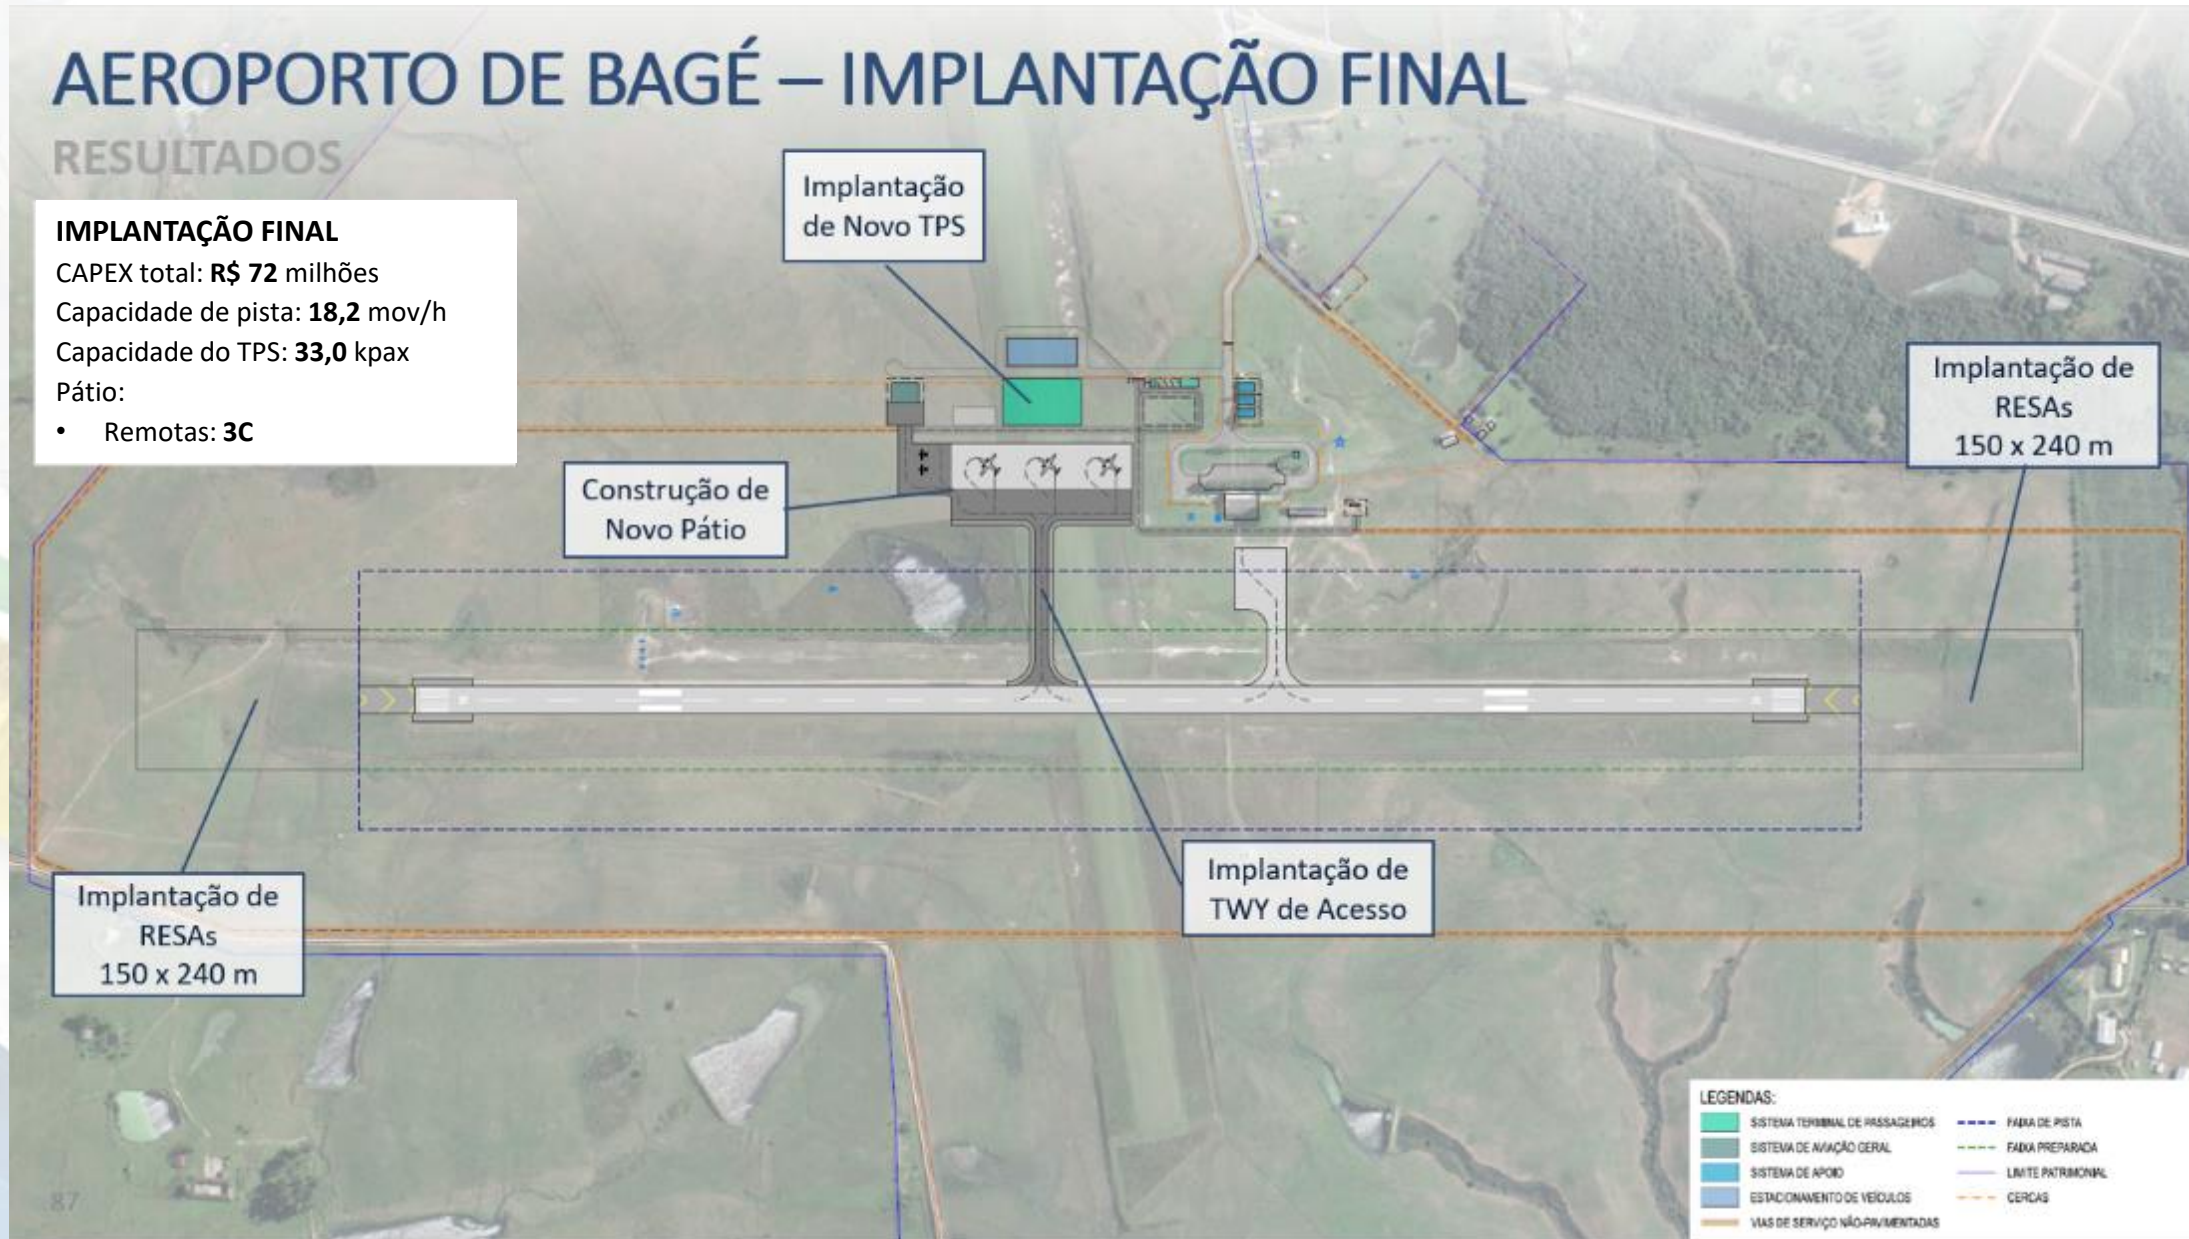 AEROPORTO DE BAGÉ – IMPLANTAÇÃO FINAL
RESULTADOS
IMPLANTAÇÃO FINAL
CAPEX total: R$ 72 milhões
Capacidade de pista: 18,2 mov/h
Capacidade do TPS: 33,0 kpax
Pátio:
• Remotas: 3C
Implantação
de Novo TPS
Implantação de
RESAs
150 x 240 m
Construção de
Novo Pátio
Implantação de
TWY de Acesso
Implantação de
RESAs
150 x 240 m
LEGENDAS:
SISTEMA TERMINAL DE PASSAGEIROS
SISTEMA DE AVIAÇÃO GERAL
SISTEMA DE APOIO
ESTACIONAMENTO DE VEÍCULOS
VIAS DE SERVIÇO NÃO-PAVIMENTADAS
FAIXA DE PISTA
FAIXA PREPARADA
LIMITE PATRIMONIAL
CERCAS
87